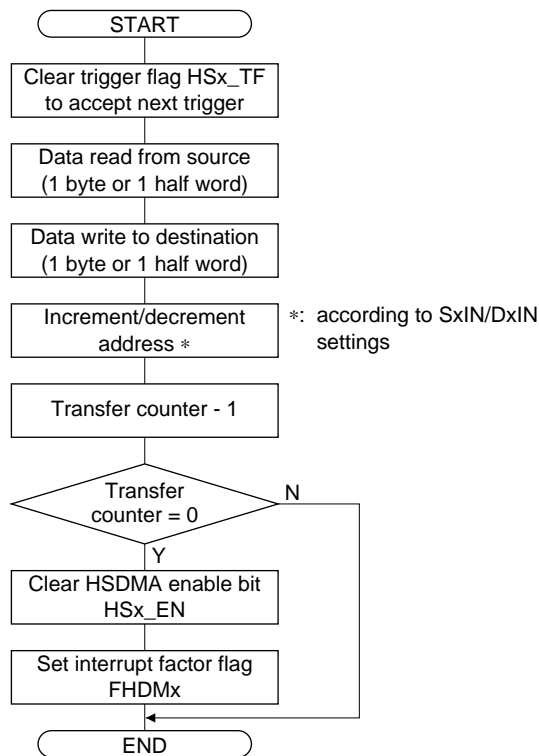 START
Clear trigger flag HSx_TF
to accept next trigger
Data read from source
(1 byte or 1 half word)
Data write to destination
(1 byte or 1 half word)
Increment/decrement
address ∗
∗: according to SxIN/DxIN
settings
Transfer counter - 1
Transfer
counter = 0
N
Y
Clear HSDMA enable bit
HSx_EN
Set interrupt factor flag
FHDMx
END